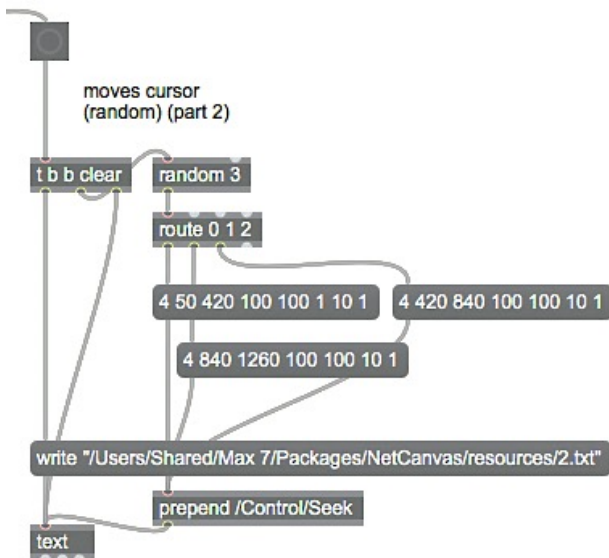 moves cursor
(random) (part 2)
t b b clear
random 3
route 0 1 2
4 50 420 100 100 1 10 1
4 420 840 100 100 10 1
4 840 1260 100 100 10 1
write "/Users/Shared/Max 7/Packages/NetCanvas/resources/2.txt"
prepend /Control/Seek
text